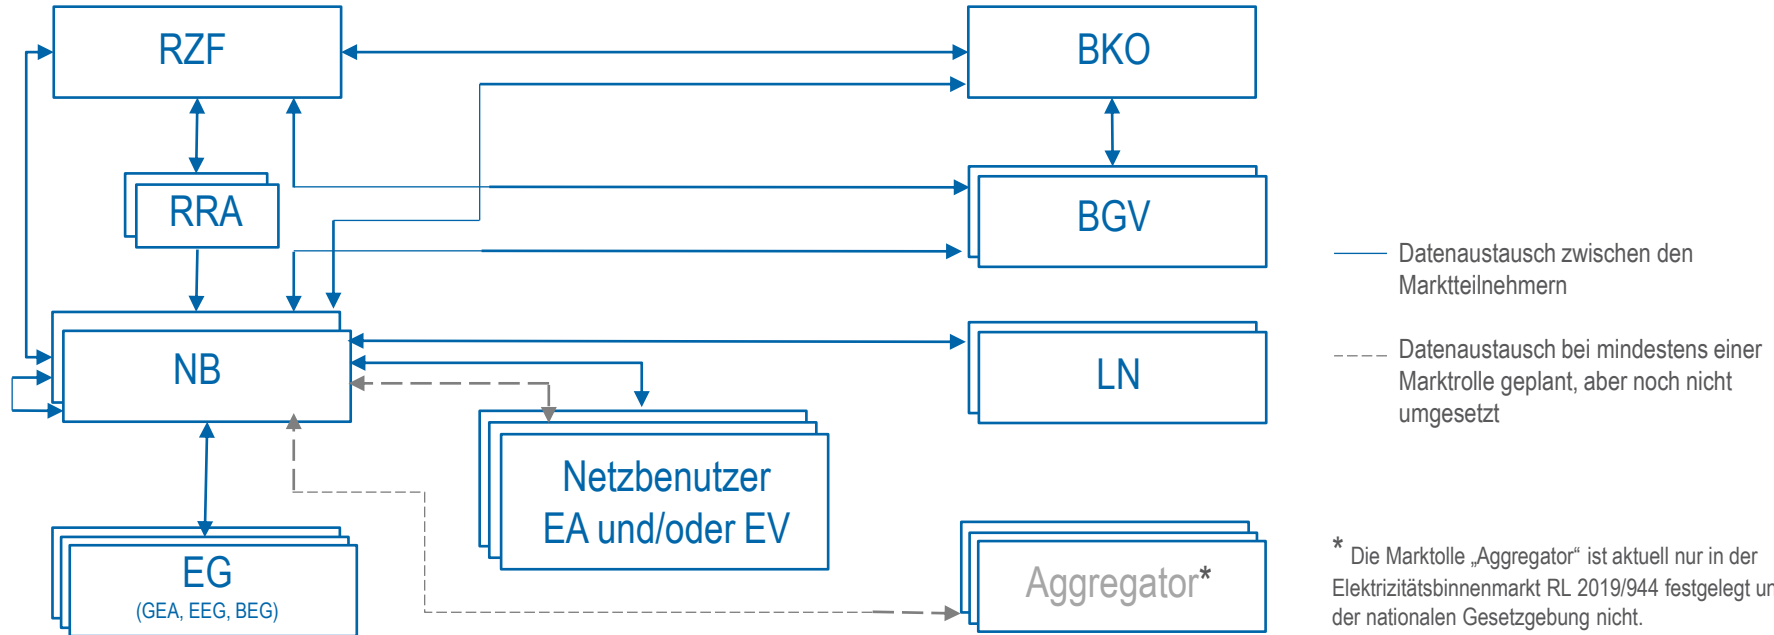 RZF
BKO
RRA
BGV
NB
LN
Netzbenutzer
EA und/oder EV
EG
(GEA, EEG, BEG)
Aggregator*
Datenaustausch zwischen den
Marktteilnehmern
Datenaustausch bei mindestens einer
Marktrolle geplant, aber noch nicht
umgesetzt
* Die Marktolle „Aggregator“ ist aktuell nur in der
Elektrizitätsbinnenmarkt RL 2019/944 festgelegt un
der nationalen Gesetzgebung nicht.